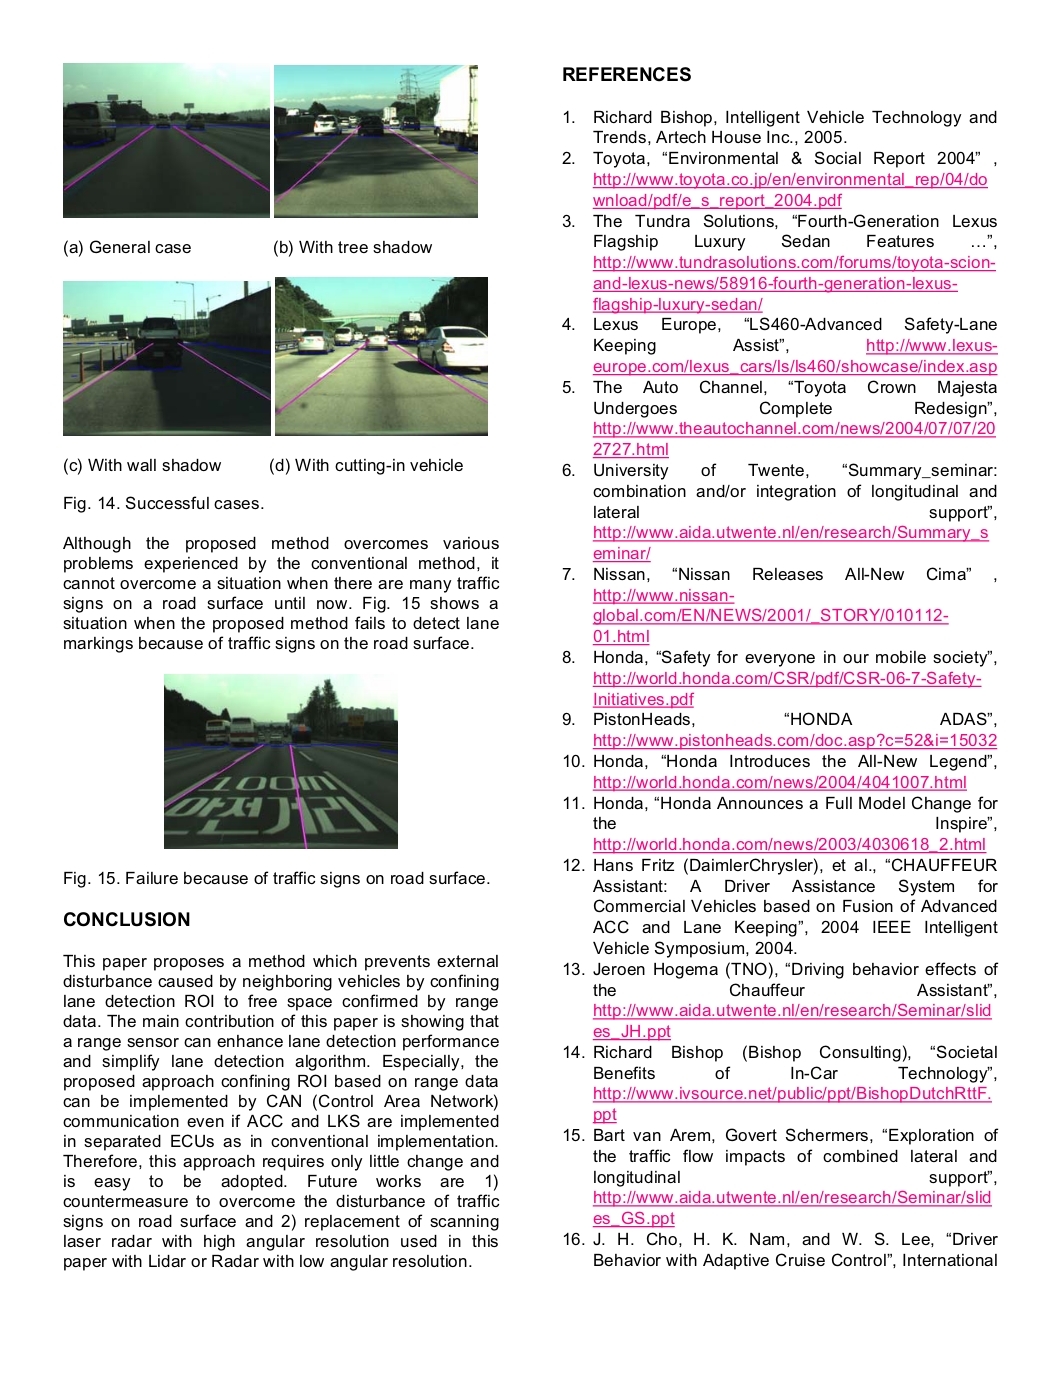 (a) General case (b) With tree shadow
(c) With wall shadow (d) With cutting-in vehicle
Fig. 14. Successful cases.
Although the proposed method overcomes various
problems experienced by the conventional method, it
cannot overcome a situation when there are many traffic
signs on a road surface until now. Fig. 15 shows a
situation when the proposed method fails to detect lane
markings because of traffic signs on the road surface.
100m
안전거리
Fig. 15. Failure because of traffic signs on road surface.
CONCLUSION
This paper proposes a method which prevents external
disturbance caused by neighboring vehicles by confining
lane detection ROI to free space confirmed by range
data. The main contribution of this paper is showing that
a range sensor can enhance lane detection performance
and simplify lane detection algorithm. Especially, the
proposed approach confining ROI based on range data
can be implemented by CAN (Control Area Network)
communication even if ACC and LKS are implemented
in separated ECUs as in conventional implementation.
Therefore, this approach requires only little change and
is easy to be adopted. Future works are 1)
countermeasure to overcome the disturbance of traffic
signs on road surface and 2) replacement of scanning
laser radar with high angular resolution used in this
paper with Lidar or Radar with low angular resolution.
REFERENCES
1. Richard Bishop, Intelligent Vehicle Technology and
Trends, Artech House Inc., 2005.
2. Toyota, “Environmental & Social Report 2004” ,
http://www.toyota.co.jp/en/environmental_rep/04/do
wnload/pdf/e_s_report_2004.pdf
3. The Tundra Solutions, “Fourth-Generation Lexus
Flagship Luxury Sedan Features …”,
http://www.tundrasolutions.com/forums/toyota-scion-
and-lexus-news/58916-fourth-generation-lexus-
flagship-luxury-sedan/
4. Lexus Europe, “LS460-Advanced Safety-Lane
Keeping Assist”, http://www.lexus-
europe.com/lexus_cars/ls/ls460/showcase/index.asp
5. The Auto Channel, “Toyota Crown Majesta
Undergoes Complete Redesign”,
http://www.theautochannel.com/news/2004/07/07/20
2727.html
6. University of Twente, “Summary_seminar:
combination and/or integration of longitudinal and
lateral support”,
http://www.aida.utwente.nl/en/research/Summary_s
eminar/
7. Nissan, “Nissan Releases All-New Cima” ,
http://www.nissan-
global.com/EN/NEWS/2001/_STORY/010112-
01.html
8. Honda, “Safety for everyone in our mobile society”,
http://world.honda.com/CSR/pdf/CSR-06-7-Safety-
Initiatives.pdf
9. PistonHeads, “HONDA ADAS”,
http://www.pistonheads.com/doc.asp?c=52&i=15032
10. Honda, “Honda Introduces the All-New Legend”,
http://world.honda.com/news/2004/4041007.html
11. Honda, “Honda Announces a Full Model Change for
the Inspire”,
http://world.honda.com/news/2003/4030618_2.html
12. Hans Fritz (DaimlerChrysler), et al., “CHAUFFEUR
Assistant: A Driver Assistance System for
Commercial Vehicles based on Fusion of Advanced
ACC and Lane Keeping”, 2004 IEEE Intelligent
Vehicle Symposium, 2004.
13. Jeroen Hogema (TNO), “Driving behavior effects of
the Chauffeur Assistant”,
http://www.aida.utwente.nl/en/research/Seminar/slid
es_JH.ppt
14. Richard Bishop (Bishop Consulting), “Societal
Benefits of In-Car Technology”,
http://www.ivsource.net/public/ppt/BishopDutchRttF.
ppt
15. Bart van Arem, Govert Schermers, “Exploration of
the traffic flow impacts of combined lateral and
longitudinal support”,
http://www.aida.utwente.nl/en/research/Seminar/slid
es_GS.ppt
16. J. H. Cho, H. K. Nam, and W. S. Lee, “Driver
Behavior with Adaptive Cruise Control”, International